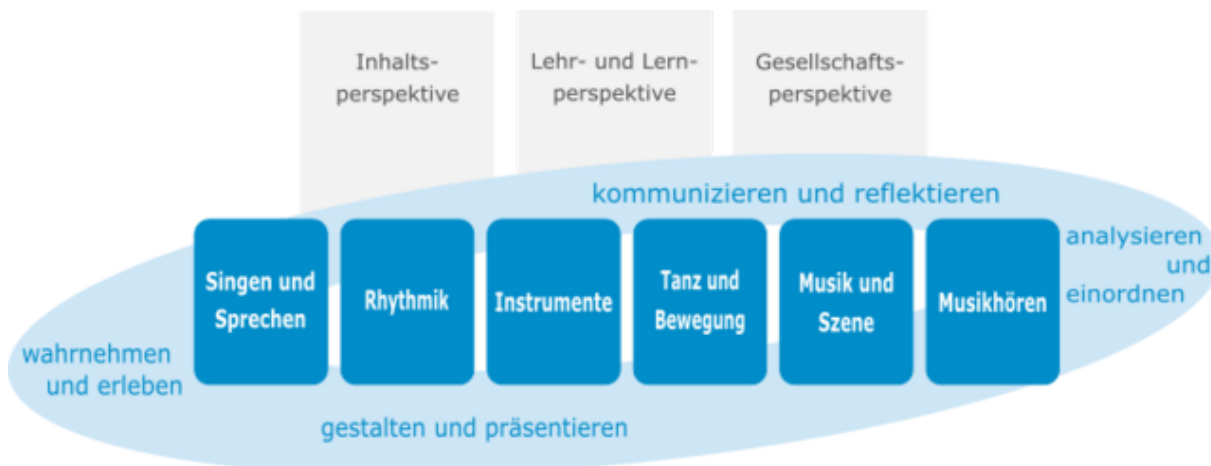 Inhalts-
perspektive
Lehr- und Lern-
perspektive
Gesellschafts-
perspektive
kommunizieren und reflektieren
Singen und
Sprechen
Rhythmik
Instrumente
Tanz und
Bewegung
Musik und
Szene
Musikhören
analysieren
und
einordnen
wahrnehmen
und erleben
gestalten und präsentieren